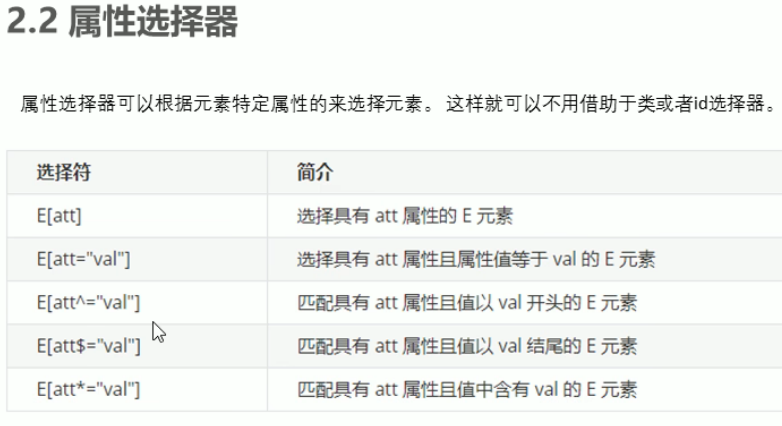 2.2 属性选择器
属性选择器可以根据元素特定属性的来选择元素。 这样就可以不用借助于类或者id选择器。
选择符 简介
E[att] 选择具有 att 属性的 E 元素
E[att="val"] 选择具有 att 属性且属性值等于 val 的 E 元素
E[att^="val"] 匹配具有 att 属性且值以 val 开头的 E 元素
E[att$="val"] 匹配具有 att 属性且值以 val 结尾的 E 元素
E[att*="val"] 匹配具有 att 属性且值中含有 val 的 E 元素